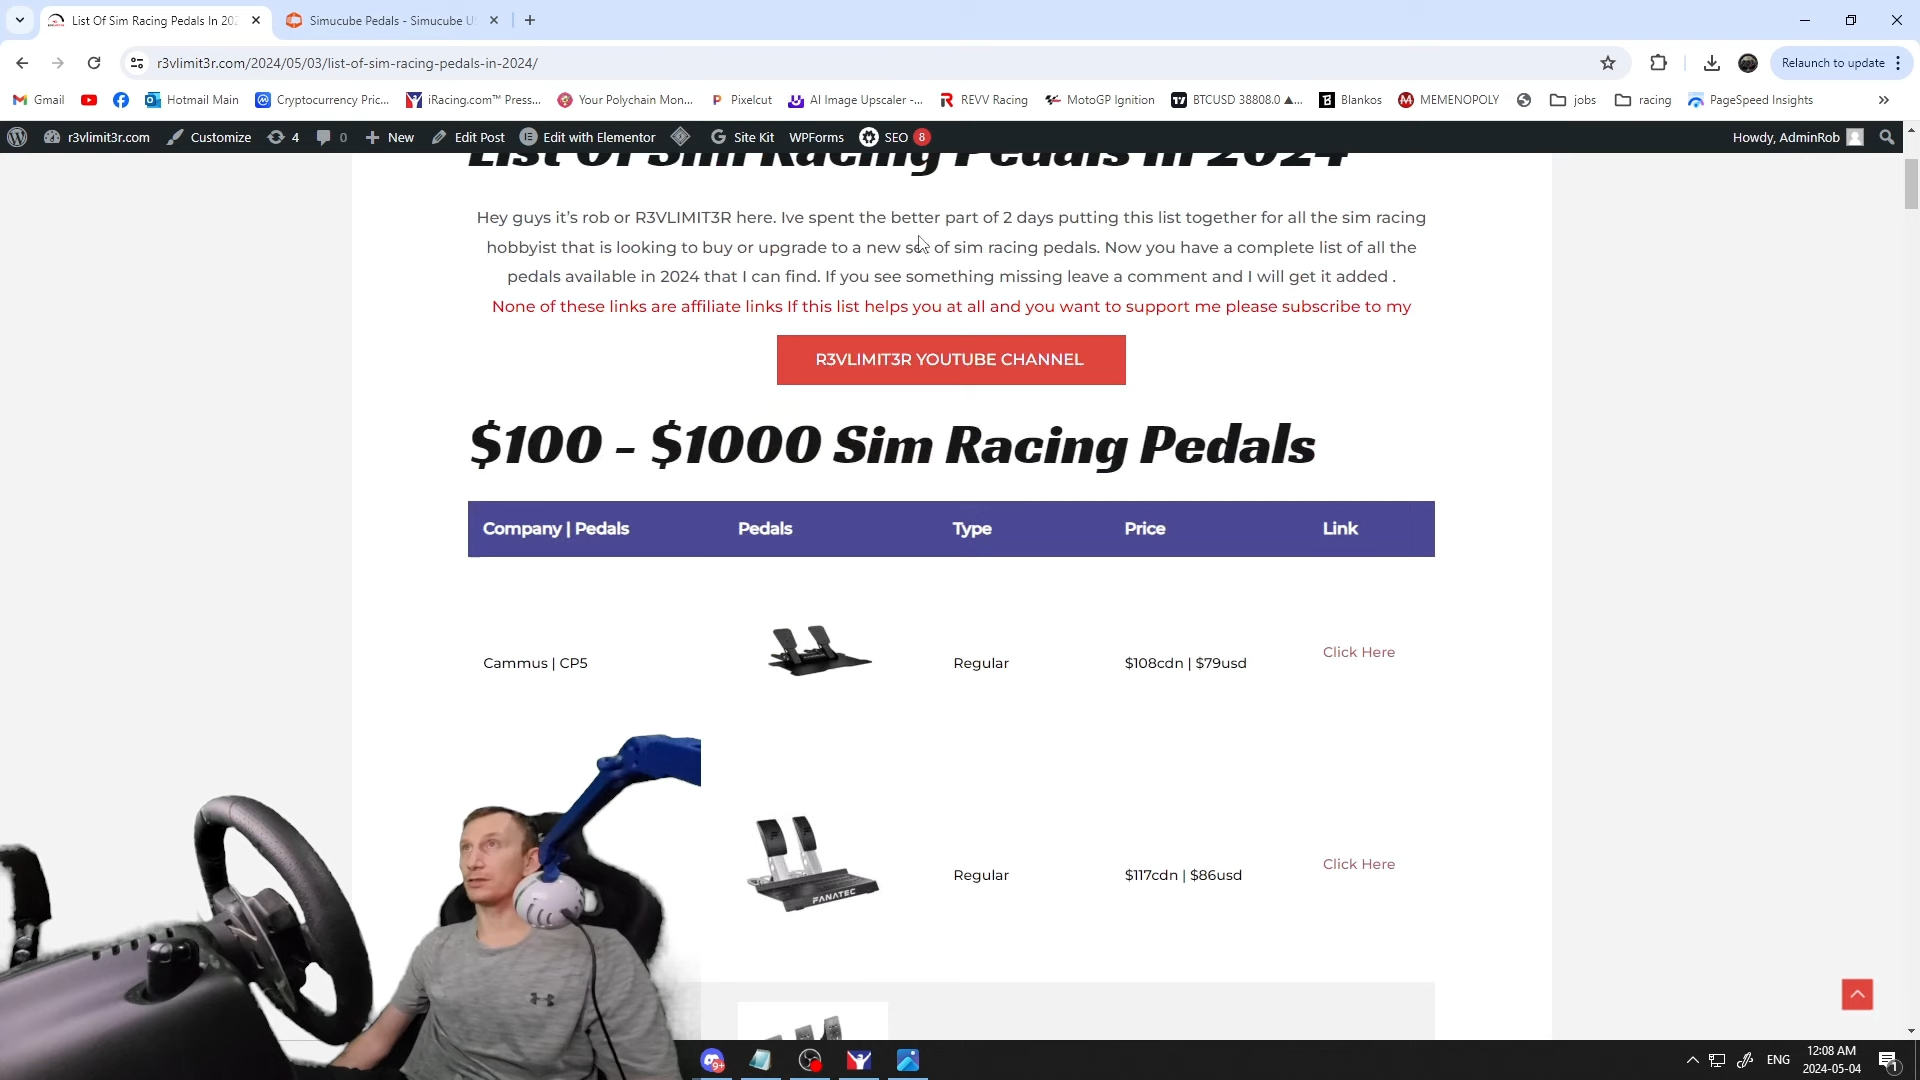 List Of Sim Racing Pedals In 202
Simucube Pedals - Simucube U
r3vlimit3r.com/2024/05/03/list-of-sim-racing-pedals-in-2024/
Relaunch to update
Gmail
Hotmail Main
Cryptocurrency Pric...
iRacing.com™ Press...
Your Polychain Mon...
Pixelcut
AI Image Upscaler -...
REVV Racing
MotoGP Ignition
BTCUSD 38808.0 ▲...
Blankos
MEMENOPOLY
jobs
racing
PageSpeed Insights
r3vlimit3r.com
Customize
4
0
New
Edit Post
Edit with Elementor
Site Kit
WPForms
SEO 8
Howdy, AdminRob
List Of Sim Racing Pedals In 2024
Hey guys it's rob or R3VLIMIT3R here. Ive spent the better part of 2 days putting this list together for all the sim racing
hobbyist that is looking to buy or upgrade to a new set of sim racing pedals. Now you have a complete list of all the
pedals available in 2024 that I can find. If you see something missing leave a comment and I will get it added .
None of these links are affiliate links If this list helps you at all and you want to support me please subscribe to my
R3VLIMIT3R YOUTUBE CHANNEL
$100 - $1000 Sim Racing Pedals
Company | Pedals Pedals Type Price Link
Cammus | CP5 Regular $108cdn | $79usd Click Here
FANATEC
Regular $117cdn | $86usd Click Here
9+
ENG
12:08 AM
2024-05-04
1